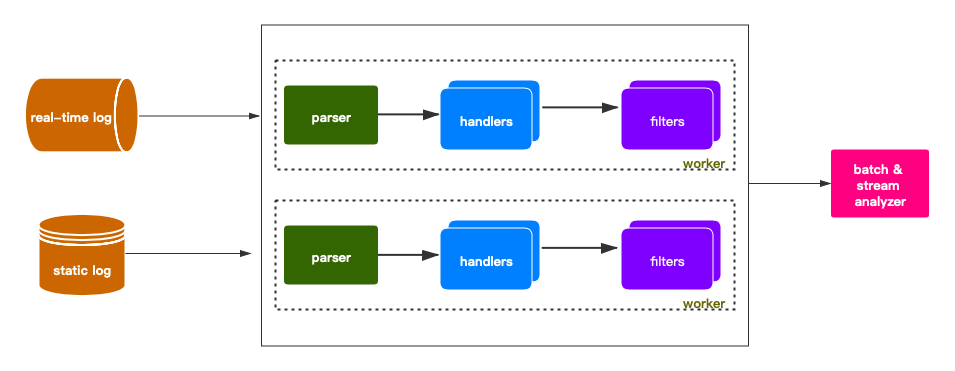 real-time log
parser
handlers
filters
worker
batch &
stream
analyzer
static log
parser
handlers
filters
worker